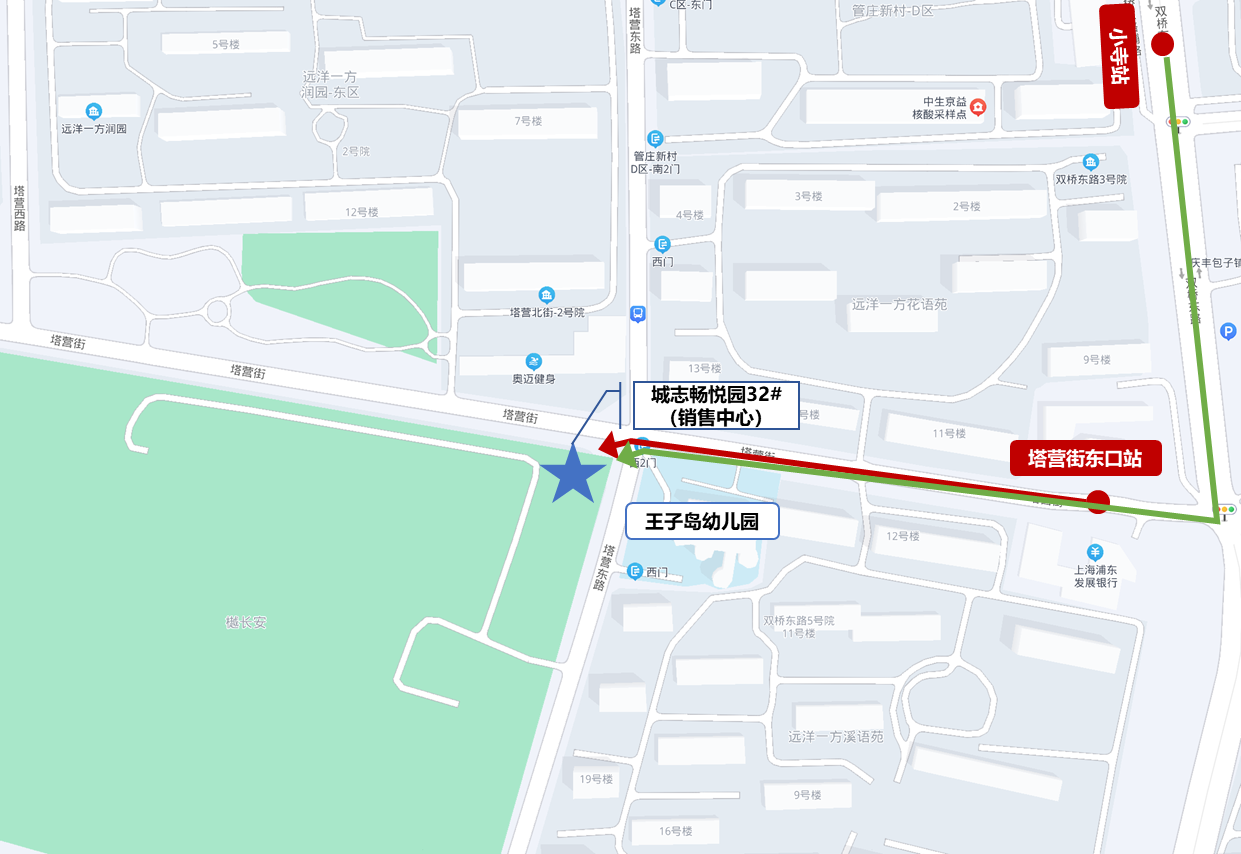 塔营东路
C区-东门
管庄新村-D区
双桥东
小寺站
5号楼
远洋一方
润园-东区
远洋一方润园
7号楼
2号院
中生京益
核酸采样点
管庄新村
D区-南2门
双桥东路3号院
塔营西路
12号楼
4号楼
3号楼
2号楼
西门
庆丰包子铺
塔营北街-2号院
远洋一方花语苑
奥迈健身
13号楼
9号楼
塔营街
塔营街
塔营街
城志畅悦园32#
(销售中心)
号楼
11号楼
塔营街
塔营街东口站
西2门
王子岛幼儿园
12号楼
塔营东路
西门
上海浦东
发展银行
樾长安
双桥东路5号院
11号楼
远洋一方溪语苑
19号楼
9号楼
16号楼
P